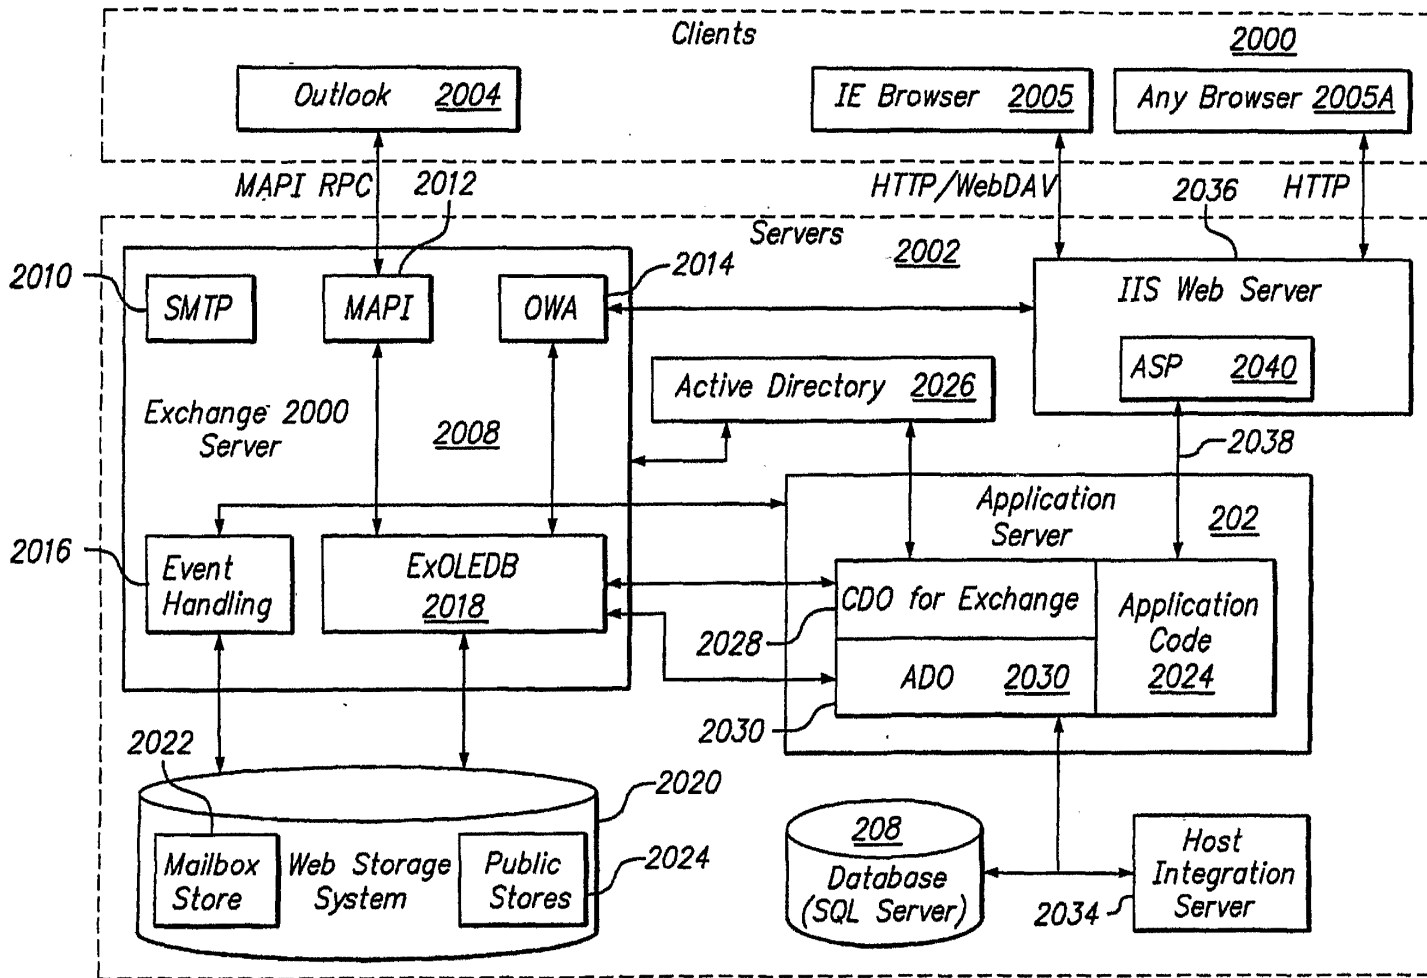 Clients
2000
Outlook 2004
IE Browser 2005
Any Browser 2005A
MAPI RPC
2012
HTTP/WebDAV
2036
HTTP
Servers
2002
2010
SMTP
MAPI
OWA
2014
IIS Web Server
ASP 2040
Active Directory 2026
Exchange 2000
Server
2008
2038
Application
Server
202
2016
Event
Handling
ExOLEDB
2018
CDO for Exchange
2028
Application
Code
2024
ADO 2030
2030
2022
2020
Mailbox
Store
Web Storage
System
Public
Stores
2024
208
Database
(SQL Server)
Host
Integration
Server
2034